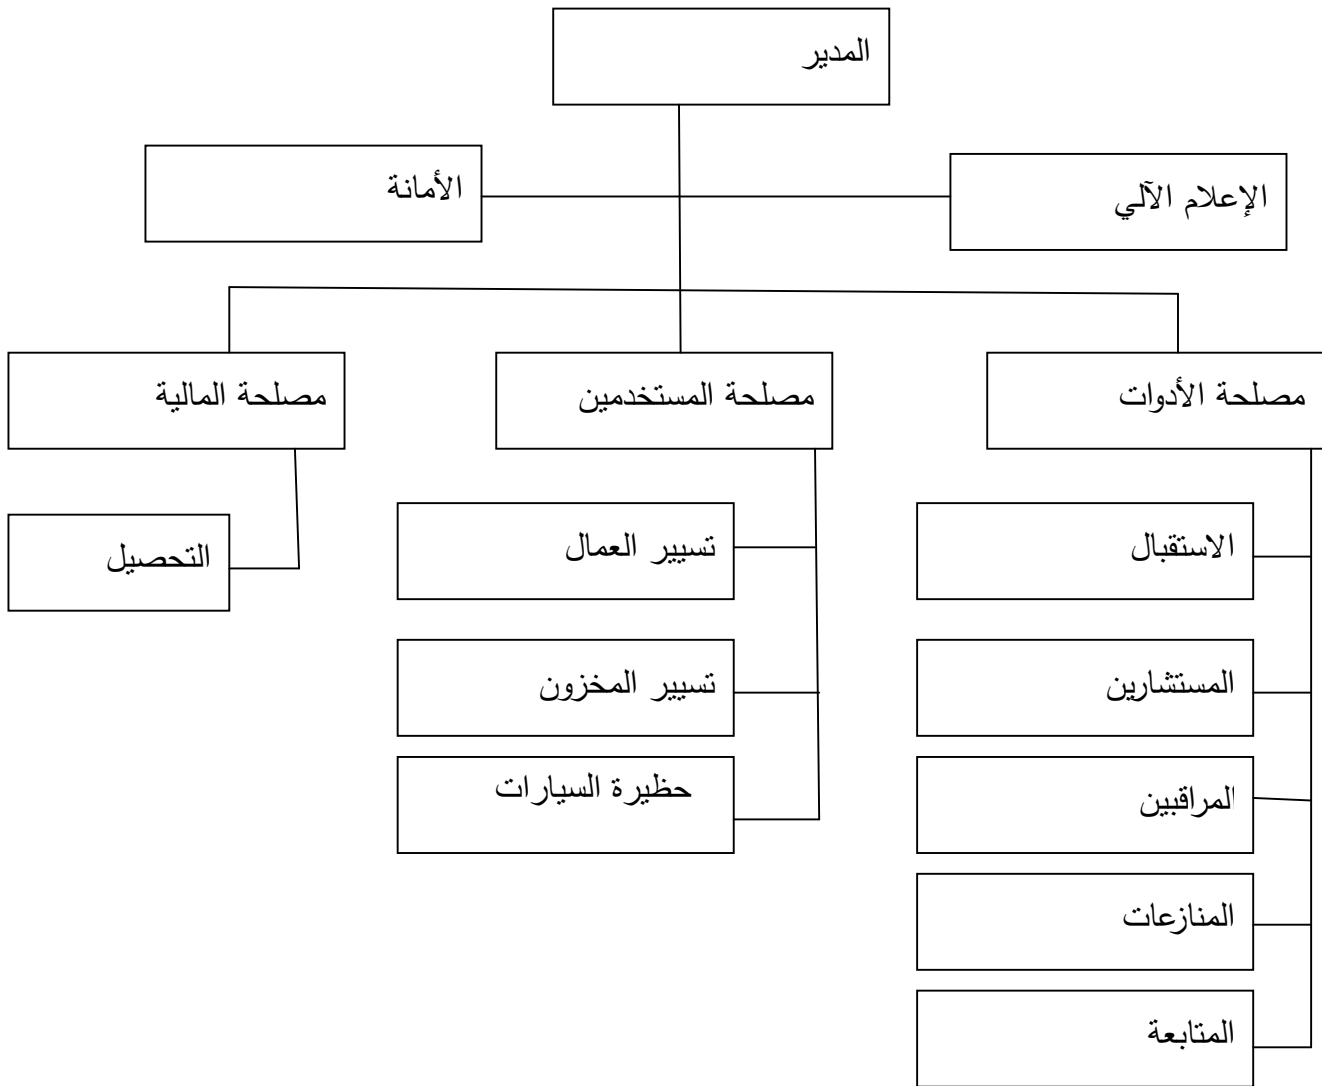 المدير
الإعلام الآلي
الأمانة
مصلحة الأدوات
مصلحة المستخدمين
مصلحة المالية
الاستقبال
المستشارين
المراقبين
المنازعات
المتابعة
تسيير العمال
تسيير المخزون
حظيرة السيارات
التحصيل